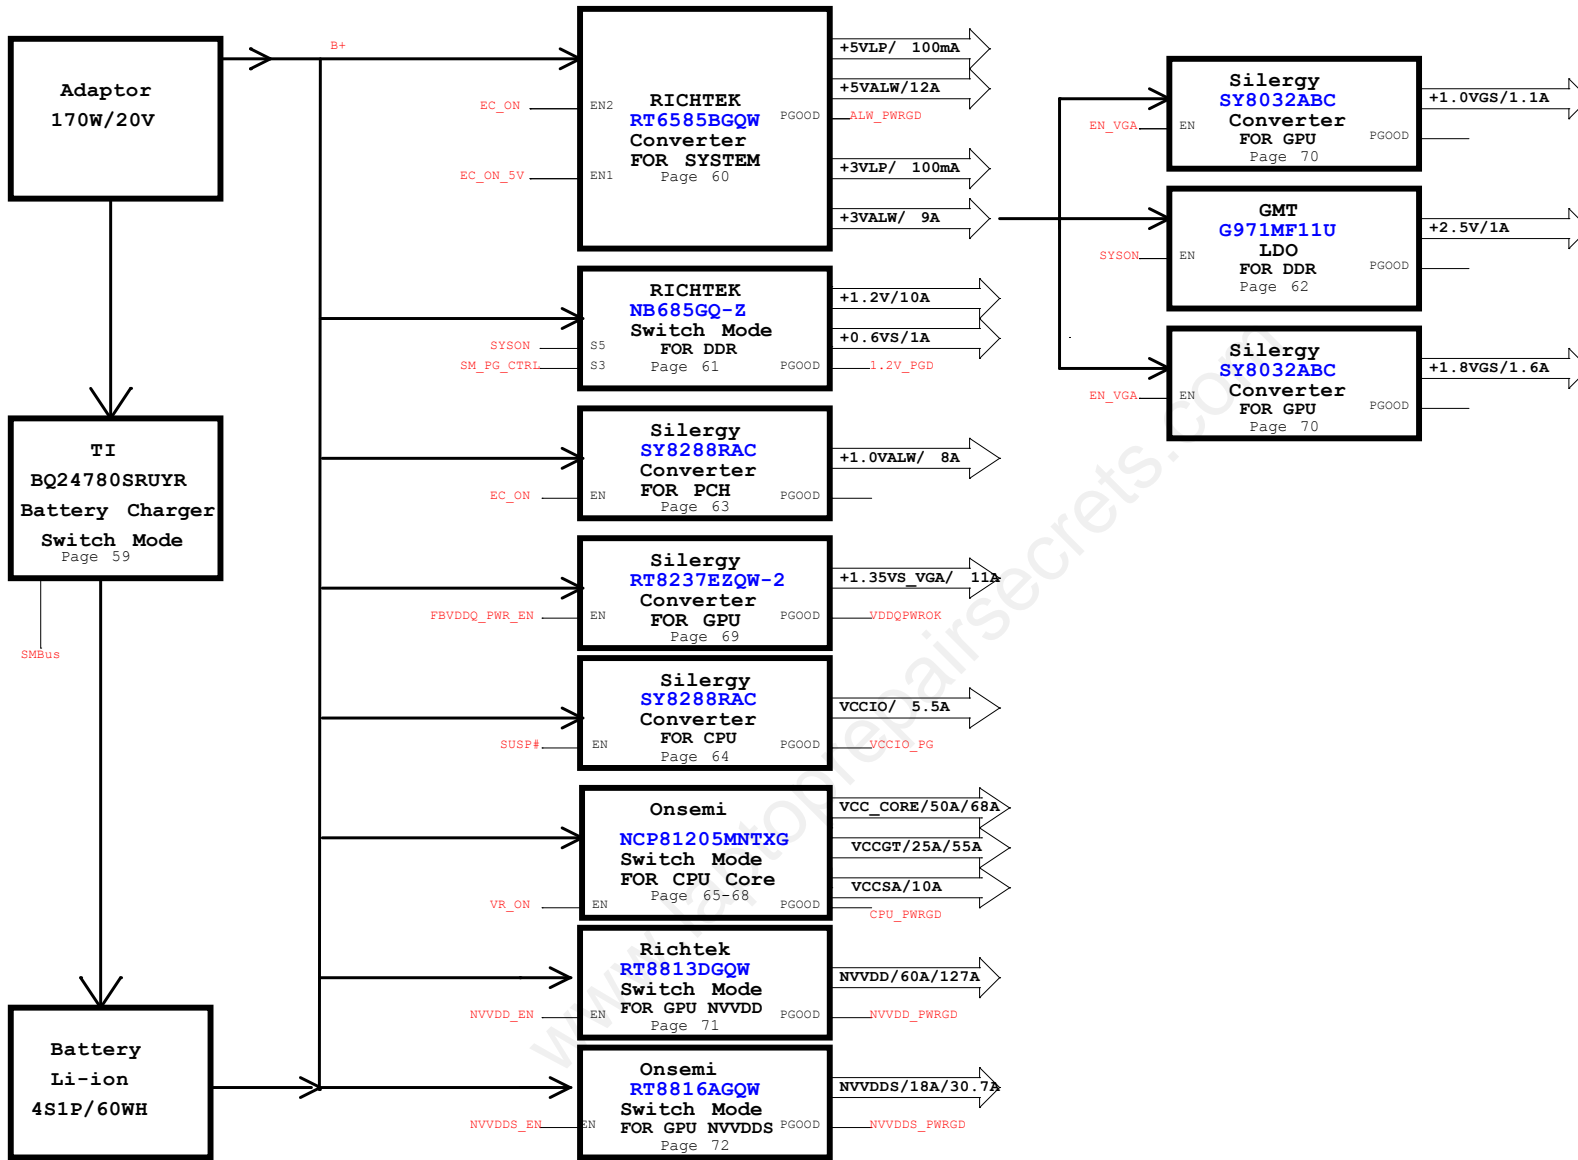 Adaptor
170W/20V
B+
TI
BQ24780SRUYR
Battery Charger
Switch Mode
Page 59
SMBus
Battery
Li-ion
4S1P/60WH
EC_ON
EN2
EC_ON_5V
EN1
RICHTEK
RT6585BGQW
Converter
FOR SYSTEM
Page 60
PGOOD
+5VLP/ 100mA
+5VALW/12A
ALW_PWRGD
+3VLP/ 100mA
+3VALW/ 9A
SYSON
S5
SM_PG_CTRL
S3
RICHTEK
NB685GQ-Z
Switch Mode
FOR DDR
Page 61
PGOOD
+1.2V/10A
+0.6VS/1A
1.2V_PGD
EC_ON
EN
Silergy
SY8288RAC
Converter
FOR PCH
Page 63
PGOOD
+1.0VALW/ 8A
FBVDDQ_PWR_EN
EN
Silergy
RT8237EZQW-2
Converter
FOR GPU
Page 69
PGOOD
+1.35VS_VGA/ 11A
VDDQPWROK
SUSP#
EN
Silergy
SY8288RAC
Converter
FOR CPU
Page 64
PGOOD
VCCIO/ 5.5A
VCCIO_PG
VR_ON
EN
Onsemi
NCP81205MNTXG
Switch Mode
FOR CPU Core
Page 65-68
PGOOD
VCC_CORE/50A/68A
VCCGT/25A/55A
VCCSA/10A
CPU_PWRGD
NVVDD_EN
EN
Richtek
RT8813DGQW
Switch Mode
FOR GPU NVVDD
Page 71
PGOOD
NVVDD/60A/127A
NVVDD_PWRGD
NVVDDS_EN
EN
Onsemi
RT8816AGQW
Switch Mode
FOR GPU NVVDDS
Page 72
PGOOD
NVVDDS/18A/30.7A
NVVDDS_PWRGD
EN_VGA
EN
Silergy
SY8032ABC
Converter
FOR GPU
Page 70
PGOOD
+1.0VGS/1.1A
SYSON
EN
GMT
G971MF11U
LDO
FOR DDR
Page 62
PGOOD
+2.5V/1A
EN_VGA
EN
Silergy
SY8032ABC
Converter
FOR GPU
Page 70
PGOOD
+1.8VGS/1.6A
www.laptoprepairsecrets.com